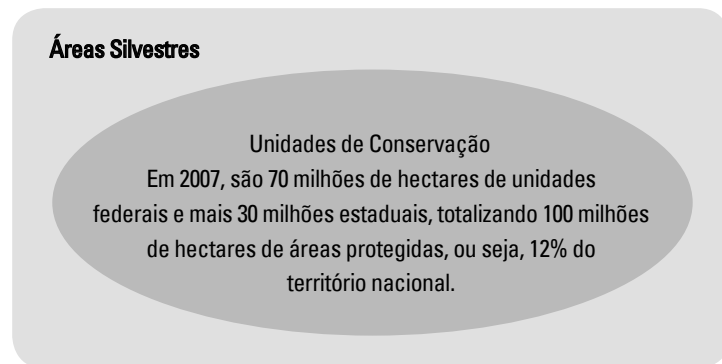 Áreas Silvestres
Unidades de Conservação
Em 2007, são 70 milhões de hectares de unidades
federais e mais 30 milhões estaduais, totalizando 100 milhões
de hectares de áreas protegidas, ou seja, 12% do
território nacional.